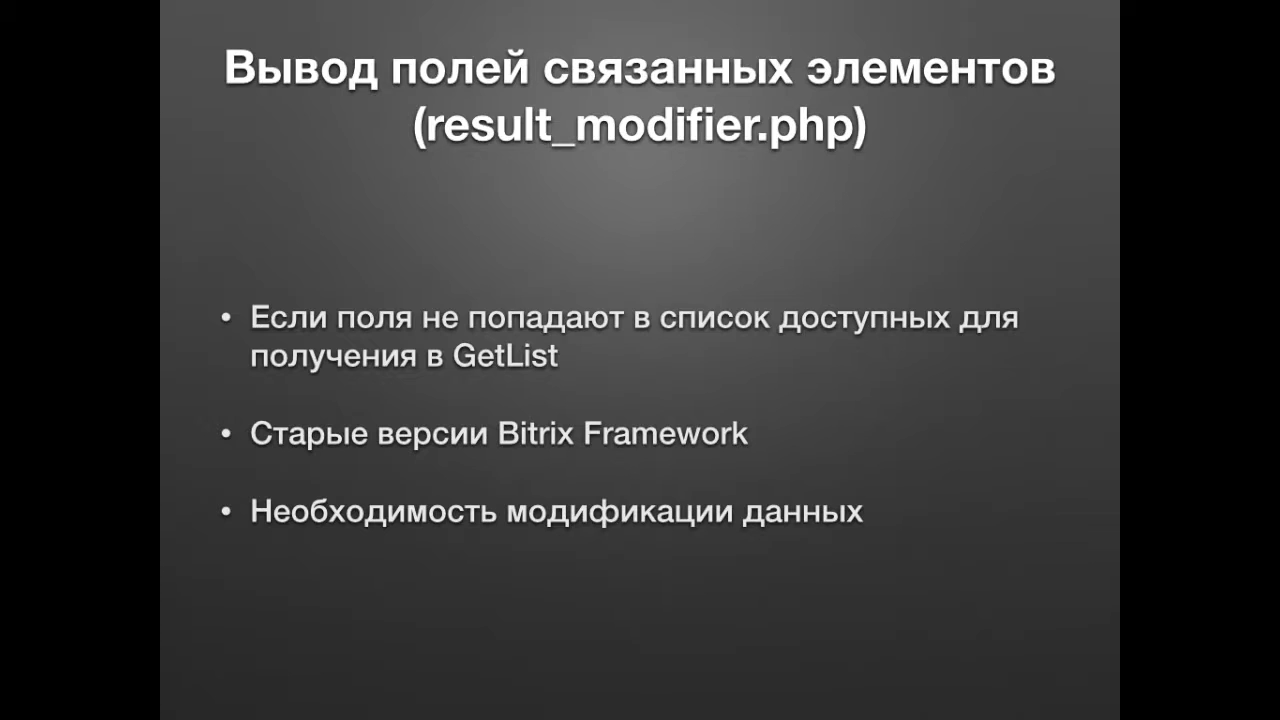 Вывод полей связанных элементов
(result_modifier.php)
• Если поля не попадают в список доступных для
получения в GetList
• Старые версии Bitrix Framework
• Необходимость модификации данных